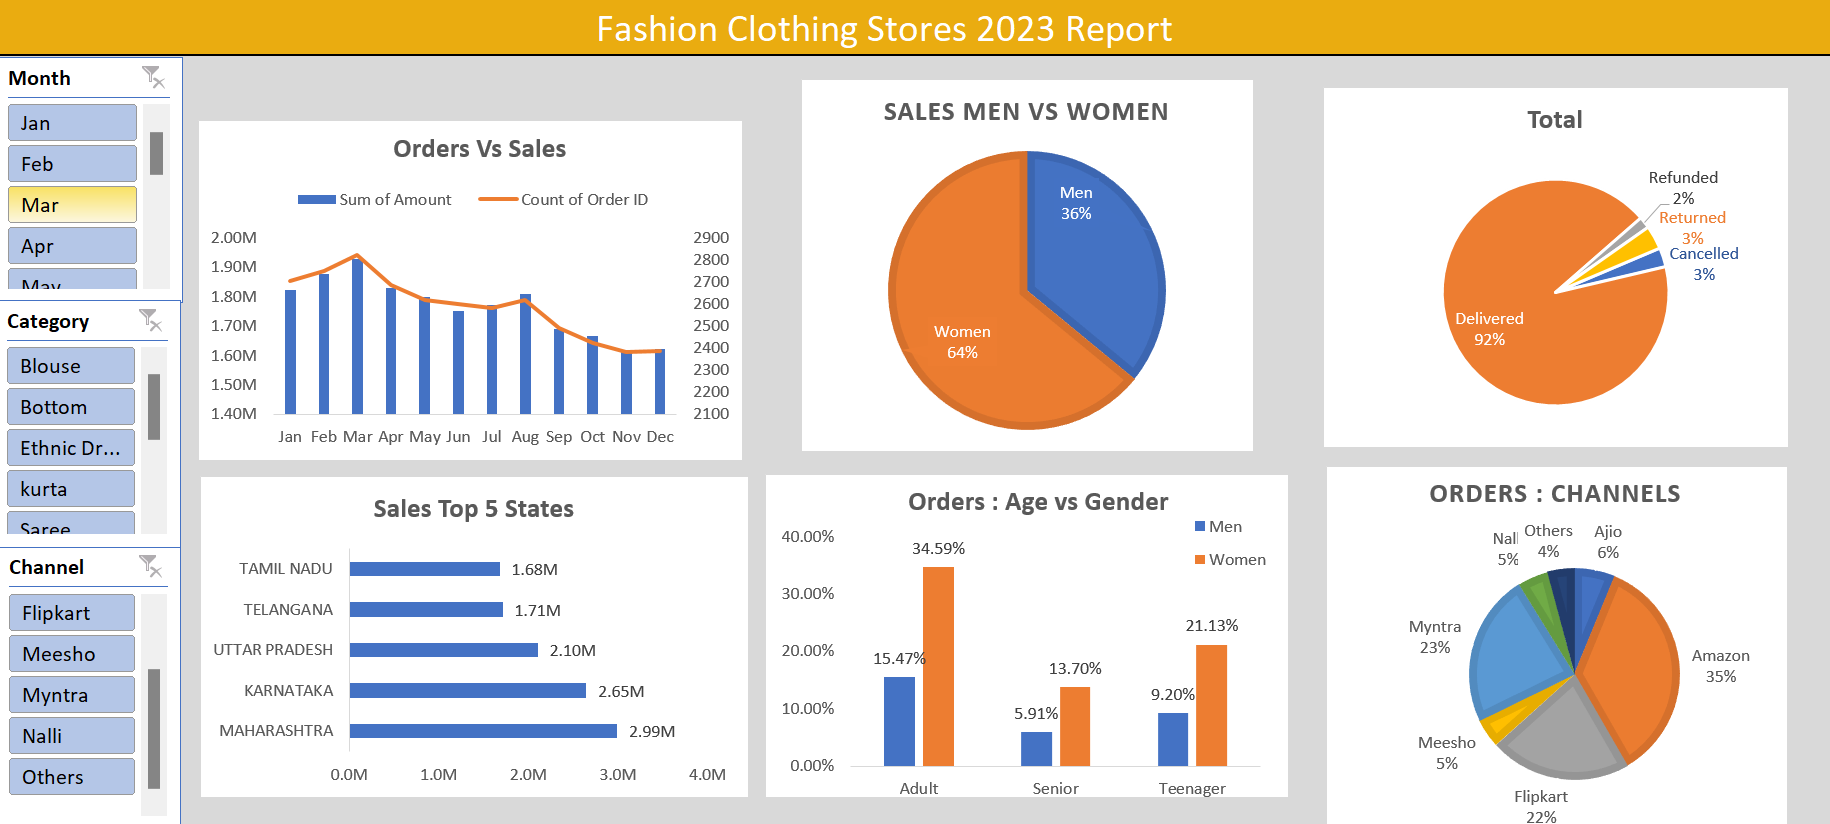 Fashion Clothing Stores 2023 Report
Month
Jan
Feb
Mar
Apr
May
Category
Blouse
Bottom
Ethnic Dr...
kurta
Saree
Channel
Flipkart
Meesho
Myntra
Nalli
Others
Orders Vs Sales
Sum of Amount
Count of Order ID
2.00M
1.90M
1.80M
1.70M
1.60M
1.50M
1.40M
2900
2800
2700
2600
2500
2400
2300
2200
2100
Jan Feb Mar Apr May Jun Jul Aug Sep Oct Nov Dec
SALES MEN VS WOMEN
Men
36%
Women
64%
Total
Refunded
2%
Returned
3%
Cancelled
3%
Delivered
92%
Sales Top 5 States
TAMIL NADU 1.68M
TELANGANA 1.71M
UTTAR PRADESH 2.10M
KARNATAKA 2.65M
MAHARASHTRA 2.99M
0.0M 1.0M 2.0M 3.0M 4.0M
Orders : Age vs Gender
Men
Women
40.00%
30.00%
20.00%
10.00%
0.00%
15.47%
34.59%
5.91%
13.70%
9.20%
21.13%
Adult Senior Teenager
ORDERS : CHANNELS
Nall
5%
Others
4%
Ajio
6%
Myntra
23%
Amazon
35%
Meesho
5%
Flipkart
22%